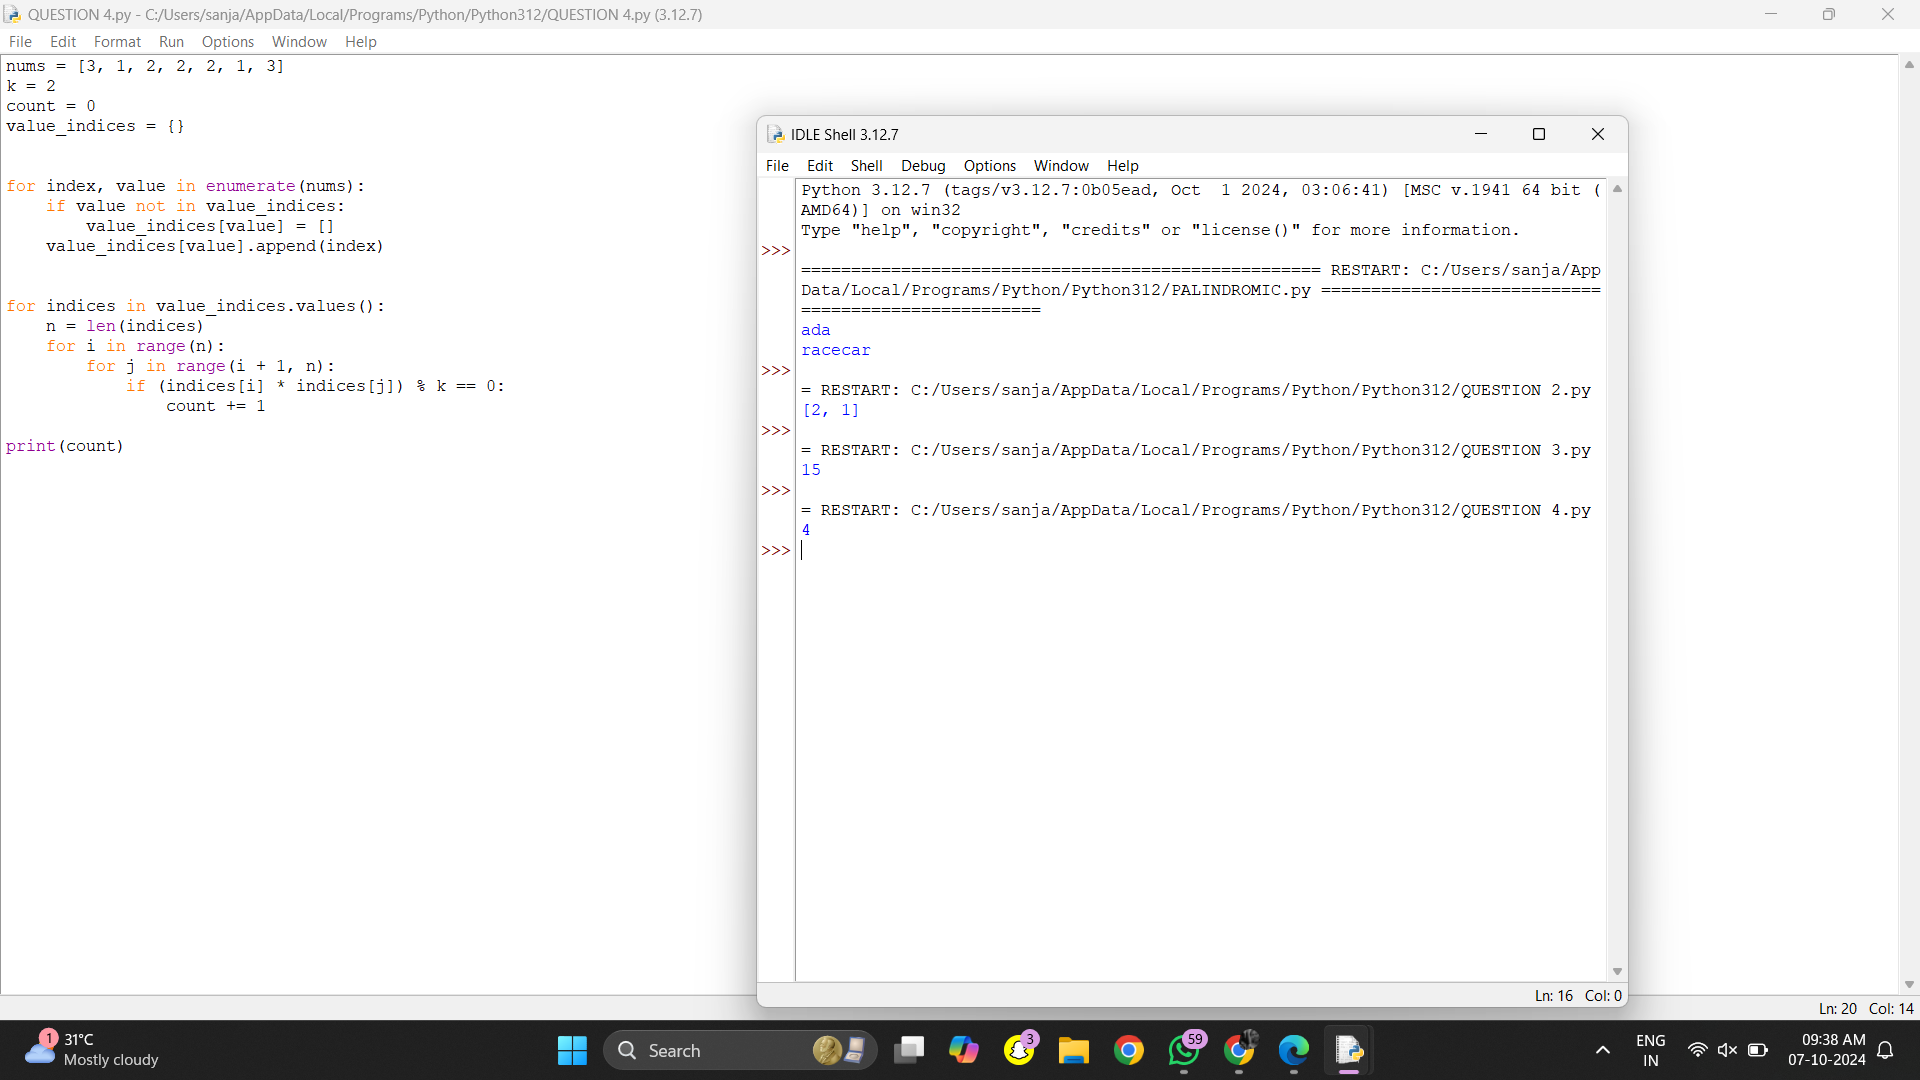 QUESTION 4.py - C:/Users/sanja/AppData/Local/Programs/Python/Python312/QUESTION 4.py (3.12.7)
File Edit Format Run Options Window Help
nums = [3, 1, 2, 2, 2, 1, 3]
k = 2
count = 0
value_indices = {}
for index, value in enumerate(nums):
    if value not in value_indices:
        value_indices[value] = []
    value_indices[value].append(index)
for indices in value_indices.values():
    n = len(indices)
    for i in range(n):
        for j in range(i + 1, n):
            if (indices[i] * indices[j]) % k == 0:
                count += 1
print(count)
IDLE Shell 3.12.7
File Edit Shell Debug Options Window Help
Python 3.12.7 (tags/v3.12.7:0b05ead, Oct  1 2024, 03:06:41) [MSC v.1941 64 bit (
AMD64)] on win32
Type "help", "copyright", "credits" or "license()" for more information.
>>>
==================================================== RESTART: C:/Users/sanja/App
Data/Local/Programs/Python/Python312/PALINDROMIC.py ============================
========================
ada
racecar
>>>
= RESTART: C:/Users/sanja/AppData/Local/Programs/Python/Python312/QUESTION 2.py
[2, 1]
>>>
= RESTART: C:/Users/sanja/AppData/Local/Programs/Python/Python312/QUESTION 3.py
15
>>>
= RESTART: C:/Users/sanja/AppData/Local/Programs/Python/Python312/QUESTION 4.py
4
>>>
Ln: 16 Col: 0
Ln: 20 Col: 14
1
31°C
Mostly cloudy
Search
3
59
ENG
IN
09:38 AM
07-10-2024